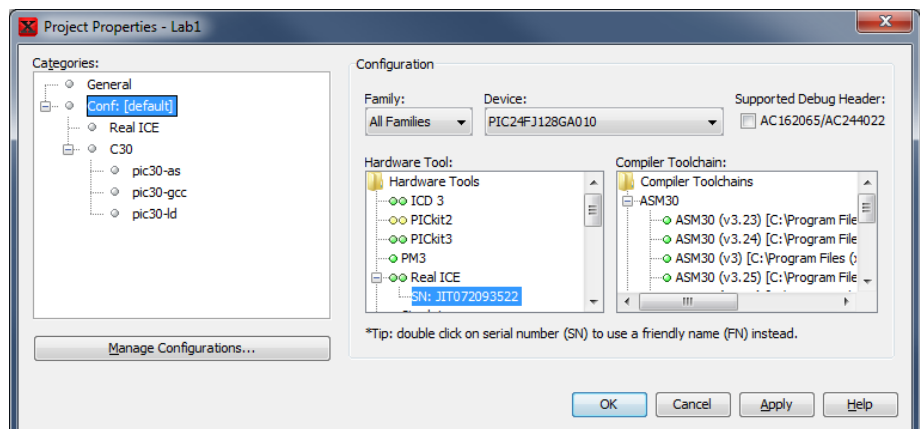 Project Properties - Lab1
Categories:
General
Conf: [default]
Real ICE
C30
pic30-as
pic30-gcc
pic30-ld
Manage Configurations...
Configuration
Family:
All Families
Device:
PIC24FJ128GA010
Supported Debug Header:
AC162065/AC244022
Hardware Tool:
Hardware Tools
ICD 3
PICkit2
PICkit3
PM3
Real ICE
SN: JIT072093522
Compiler Toolchain:
Compiler Toolchains
ASM30
ASM30 (v3.23) [C:\Program File
ASM30 (v3.24) [C:\Program File
ASM30 (v3) [C:\Program Files (
ASM30 (v3.25) [C:\Program File
*Tip: double click on serial number (SN) to use a friendly name (FN) instead.
OK
Cancel
Apply
Help